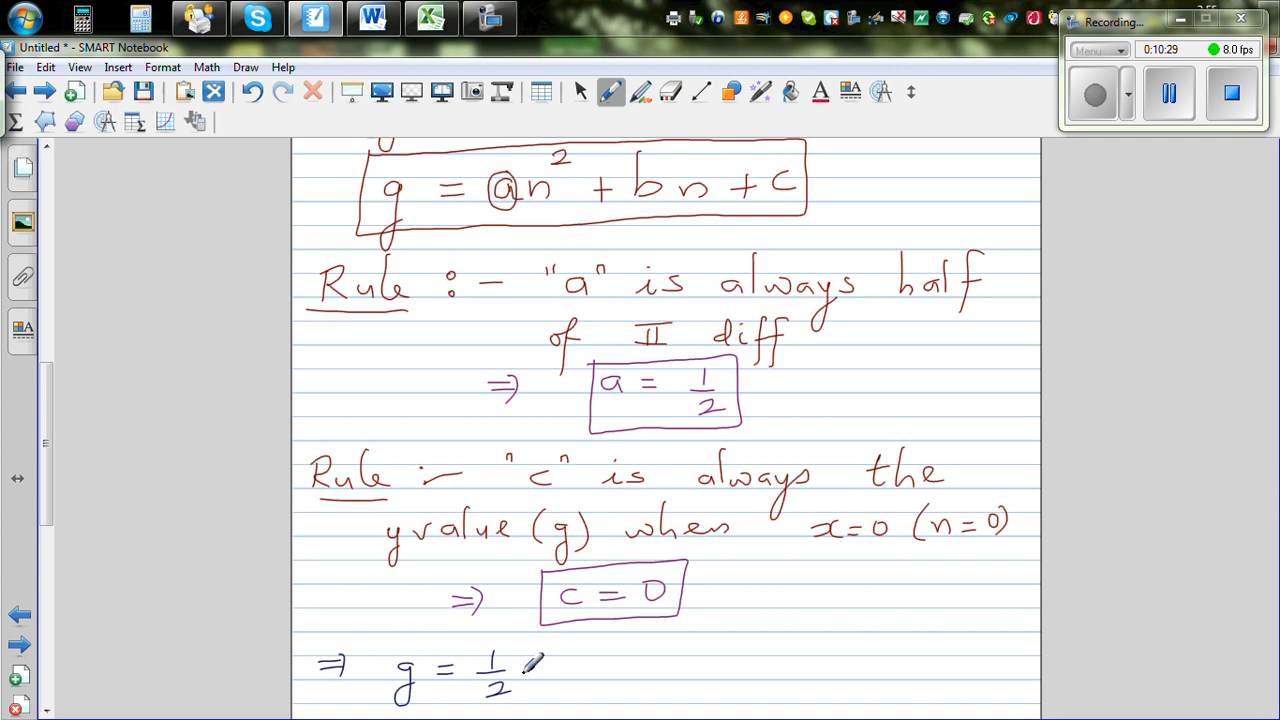 Recording...
Untitled * - SMART Notebook
Menu
0:10:29
8.0 fps
File Edit View Insert Format Math Draw Help
g = an² + bn + c
Rule :- "a" is always half
of II diff
⇒ a = 1/2
Rule :- "c" is always the
y value (g) when x=0 (n=0)
⇒ c = 0
⇒ g = 1/2